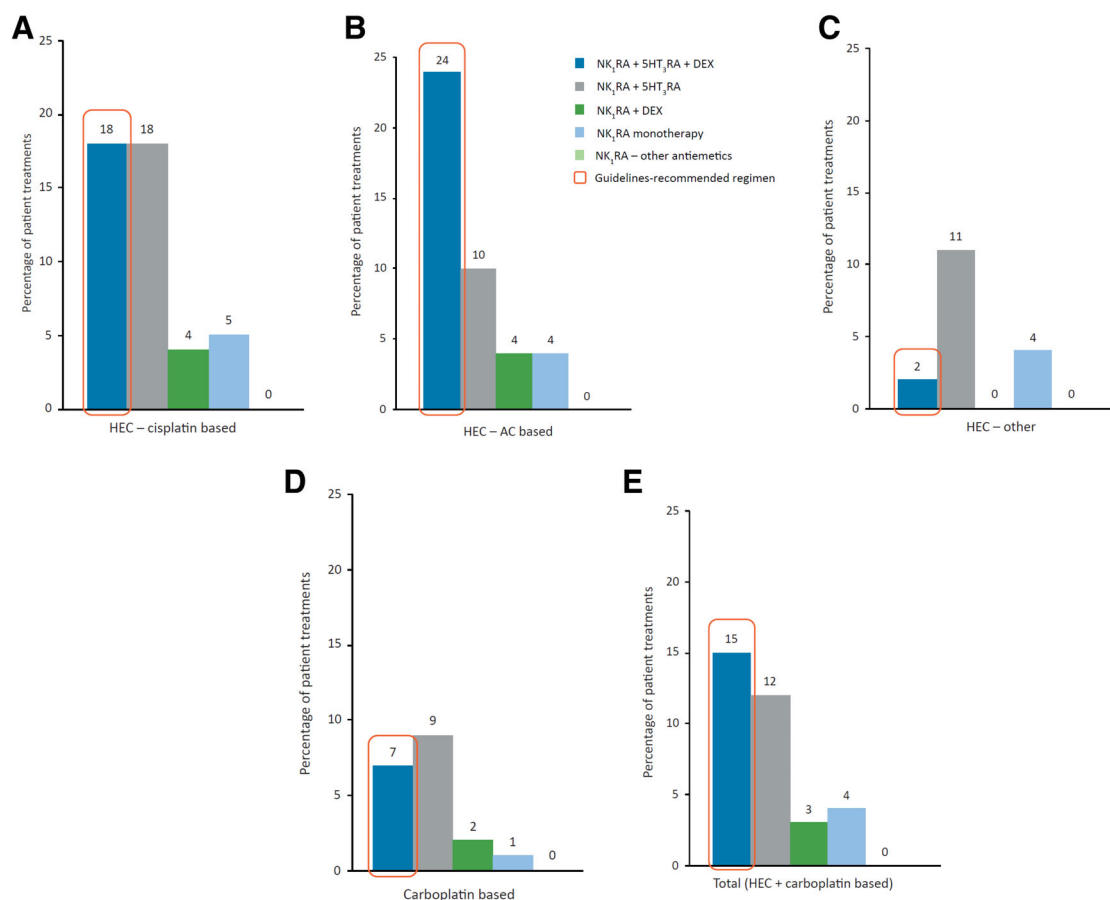 A
Percentage of patient treatments
25
20
15
10
5
0
18
18
4
5
0
HEC – cisplatin based
B
Percentage of patient treatments
25
20
15
10
5
0
24
10
4
4
0
HEC – AC based
NK₁RA + 5HT₃RA + DEX
NK₁RA + 5HT₃RA
NK₁RA + DEX
NK₁RA monotherapy
NK₁RA – other antiemetics
Guidelines-recommended regimen
C
Percentage of patient treatments
25
20
15
10
5
0
2
11
0
4
0
HEC – other
D
Percentage of patient treatments
25
20
15
10
5
0
7
9
2
1
0
Carboplatin based
E
Percentage of patient treatments
25
20
15
10
5
0
15
12
3
4
0
Total (HEC + carboplatin based)